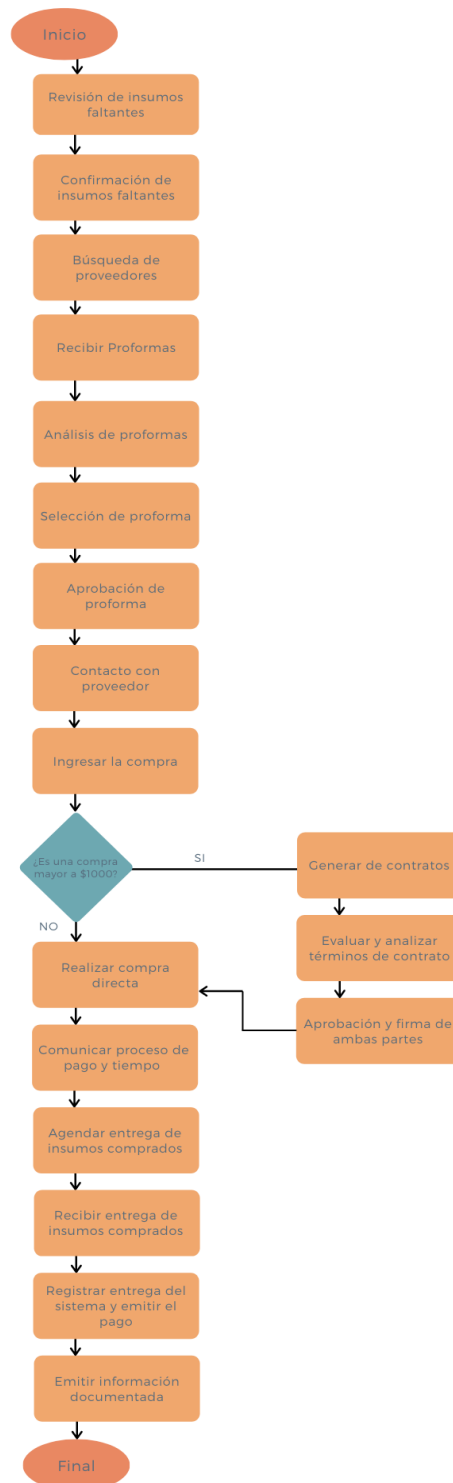 Inicio
Revisión de insumos
faltantes
Confirmación de
insumos faltantes
Búsqueda de
proveedores
Recibir Proformas
Análisis de proformas
Selección de proforma
Aprobación de
proforma
Contacto con
proveedor
Ingresar la compra
¿Es una compra
mayor a $1000?
SI
Generar de contratos
Evaluar y analizar
términos de contrato
Aprobación y firma de
ambas partes
NO
Realizar compra
directa
Comunicar proceso de
pago y tiempo
Agendar entrega de
insumos comprados
Recibir entrega de
insumos comprados
Registrar entrega del
sistema y emitir el
pago
Emitir información
documentada
Final